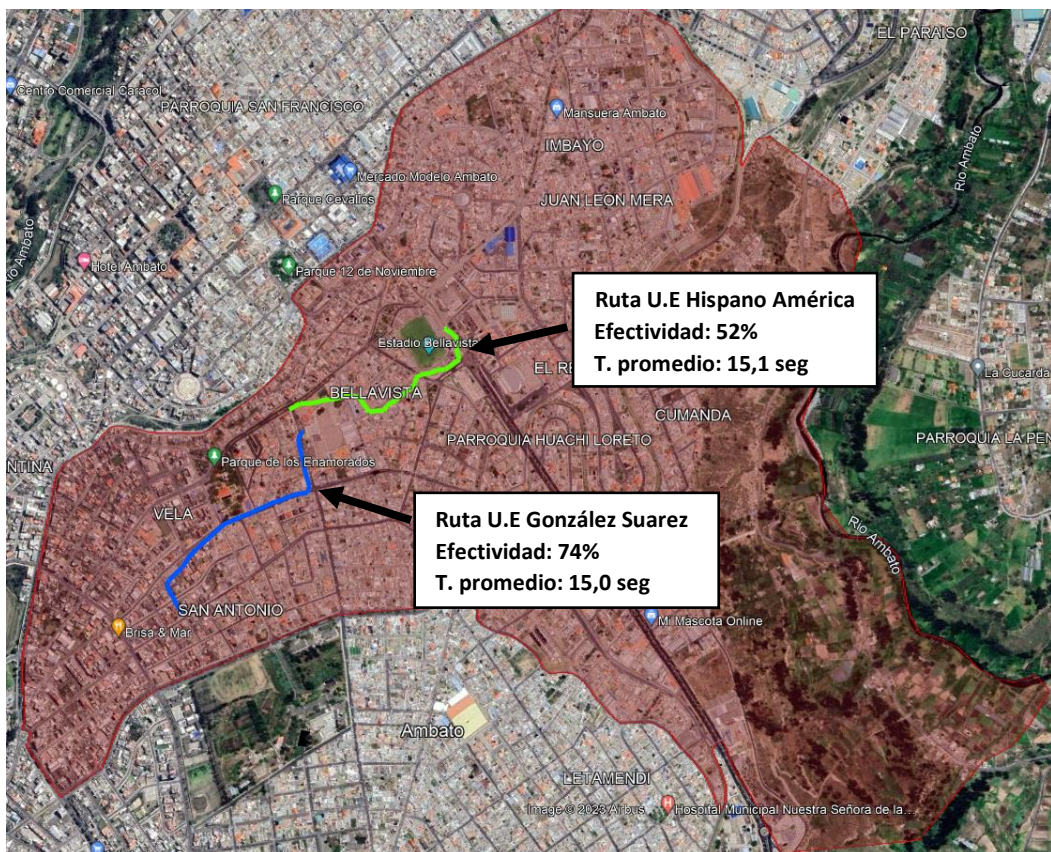 EL PARAISO
Centro Comercial Caracol
PARROQUIA SAN FRANCISCO
Mansuera Ambato
IMBAYO
Rio Ambato
Mercado Modelo Ambato
Parque Cevallos
JUAN LEON MERA
Hotel Ambato
Parque 12 de Noviembre
Ruta U.E Hispano América
Efectividad: 52%
T. promedio: 15,1 seg
Estadio Bellavista
EL RE
La Cucarda
BELLAVISTA
CUMANDA
PARROQUIA HUACHI LORETO
PARROQUIA LA PEN
NTINA
Parque de los Enamorados
VELA
Ruta U.E González Suarez
Efectividad: 74%
T. promedio: 15,0 seg
Rio Ambato
SAN ANTONIO
Brisa & Mar
Mi Mascota Online
Ambato
LETAMENDI
Image © 2023 Airbus
Hospital Municipal Nuestra Señora de la...